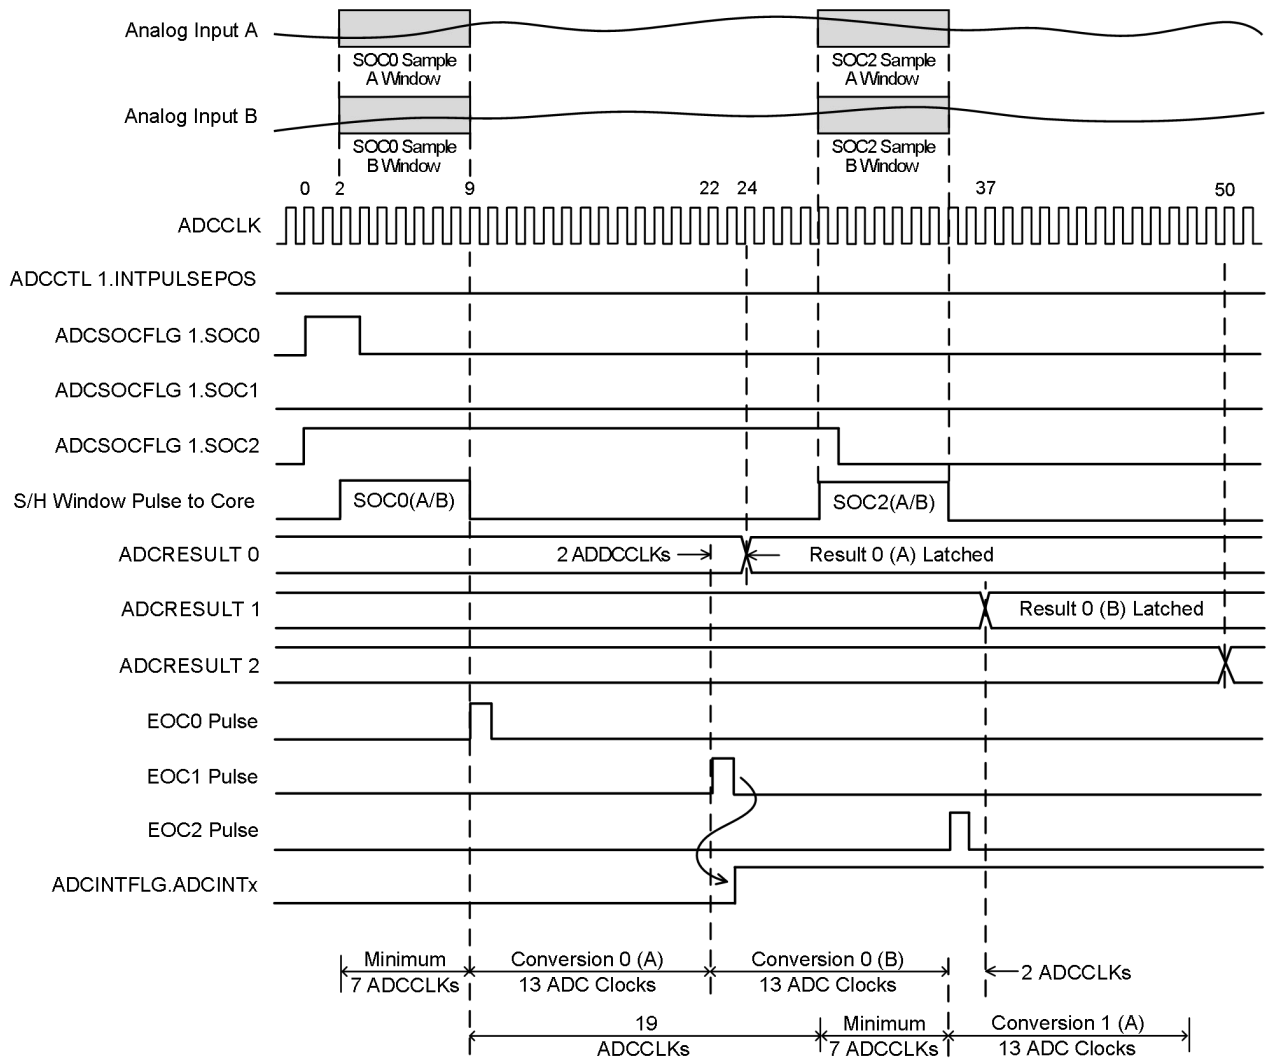 Analog Input A
SOC0 Sample
A Window
SOC2 Sample
A Window
Analog Input B
SOC0 Sample
B Window
SOC2 Sample
B Window
0 2 9 22 24 37 50
ADCCLK
ADCCTL 1.INTPULSEPOS
ADCSOCFLG 1.SOC0
ADCSOCFLG 1.SOC1
ADCSOCFLG 1.SOC2
S/H Window Pulse to Core
SOC0(A/B)
SOC2(A/B)
ADCRESULT 0
2 ADDCCLKs
Result 0 (A) Latched
ADCRESULT 1
Result 0 (B) Latched
ADCRESULT 2
EOC0 Pulse
EOC1 Pulse
EOC2 Pulse
ADCINTFLG.ADCINTx
Minimum
7 ADCCLKs
Conversion 0 (A)
13 ADC Clocks
Conversion 0 (B)
13 ADC Clocks
2 ADCCLKs
19
ADCCLKs
Minimum
7 ADCCLKs
Conversion 1 (A)
13 ADC Clocks